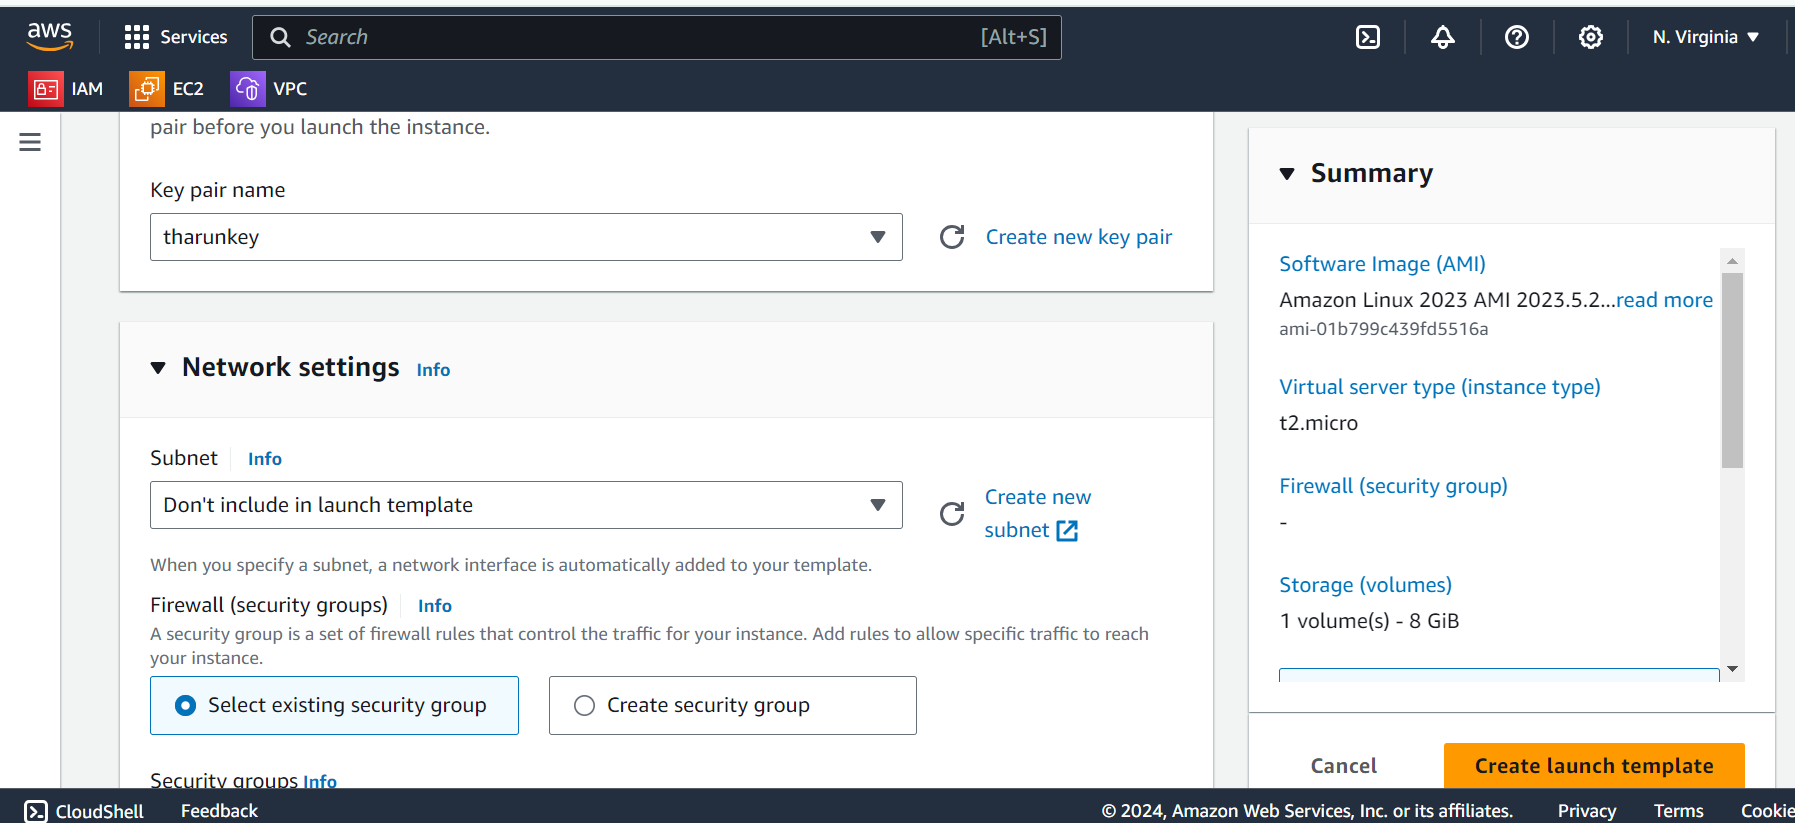 aws
Services
Search
[Alt+S]
N. Virginia
IAM
EC2
VPC
pair before you launch the instance.
Key pair name
tharunkey
Create new key pair
Network settings Info
Subnet Info
Don't include in launch template
Create new
subnet
When you specify a subnet, a network interface is automatically added to your template.
Firewall (security groups) Info
A security group is a set of firewall rules that control the traffic for your instance. Add rules to allow specific traffic to reach
your instance.
Select existing security group
Create security group
Security groups Info
Summary
Software Image (AMI)
Amazon Linux 2023 AMI 2023.5.2...read more
ami-01b799c439fd5516a
Virtual server type (instance type)
t2.micro
Firewall (security group)
-
Storage (volumes)
1 volume(s) - 8 GiB
Cancel
Create launch template
CloudShell
Feedback
© 2024, Amazon Web Services, Inc. or its affiliates.
Privacy
Terms
Cookie